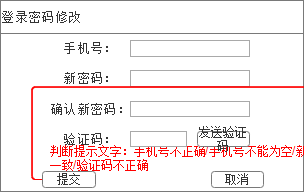 登录密码修改
手机号：
新密码：
确认新密码：
验证码：
发送验证码
判断提示文字：手机号不正确/手机号不能为空/新
一致/验证码不正确
提交 取消